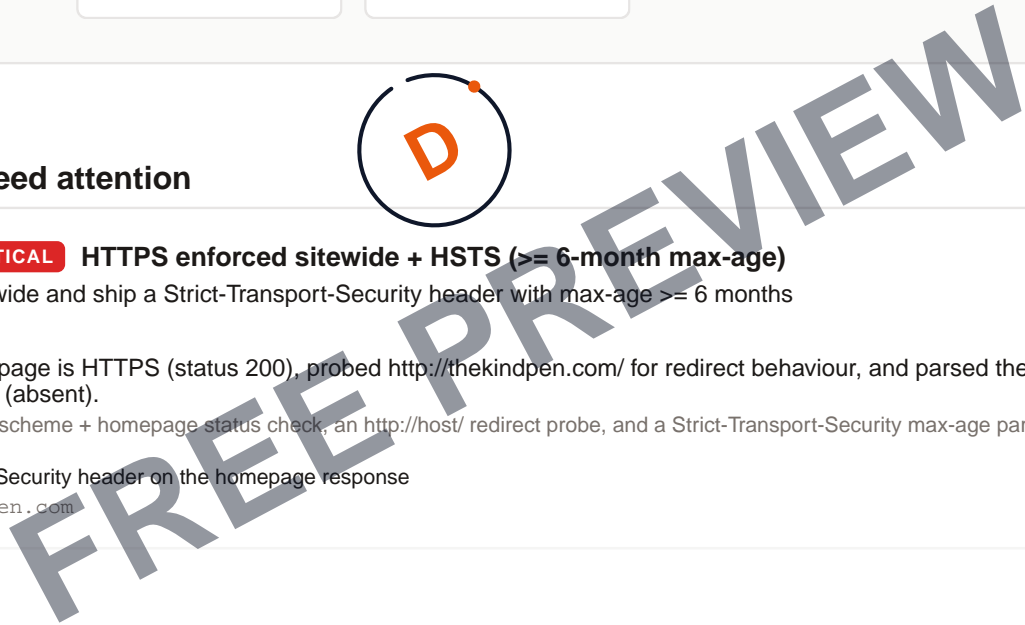 D
eed attention
TICAL HTTPS enforced sitewide + HSTS (>= 6-month max-age)
wide and ship a Strict-Transport-Security header with max-age >= 6 months
page is HTTPS (status 200), probed http://thekindpen.com/ for redirect behaviour, and parsed the
(absent).
scheme + homepage status check, an http://host/ redirect probe, and a Strict-Transport-Security max-age par
Security header on the homepage response
en.com
FREE PREVIEW